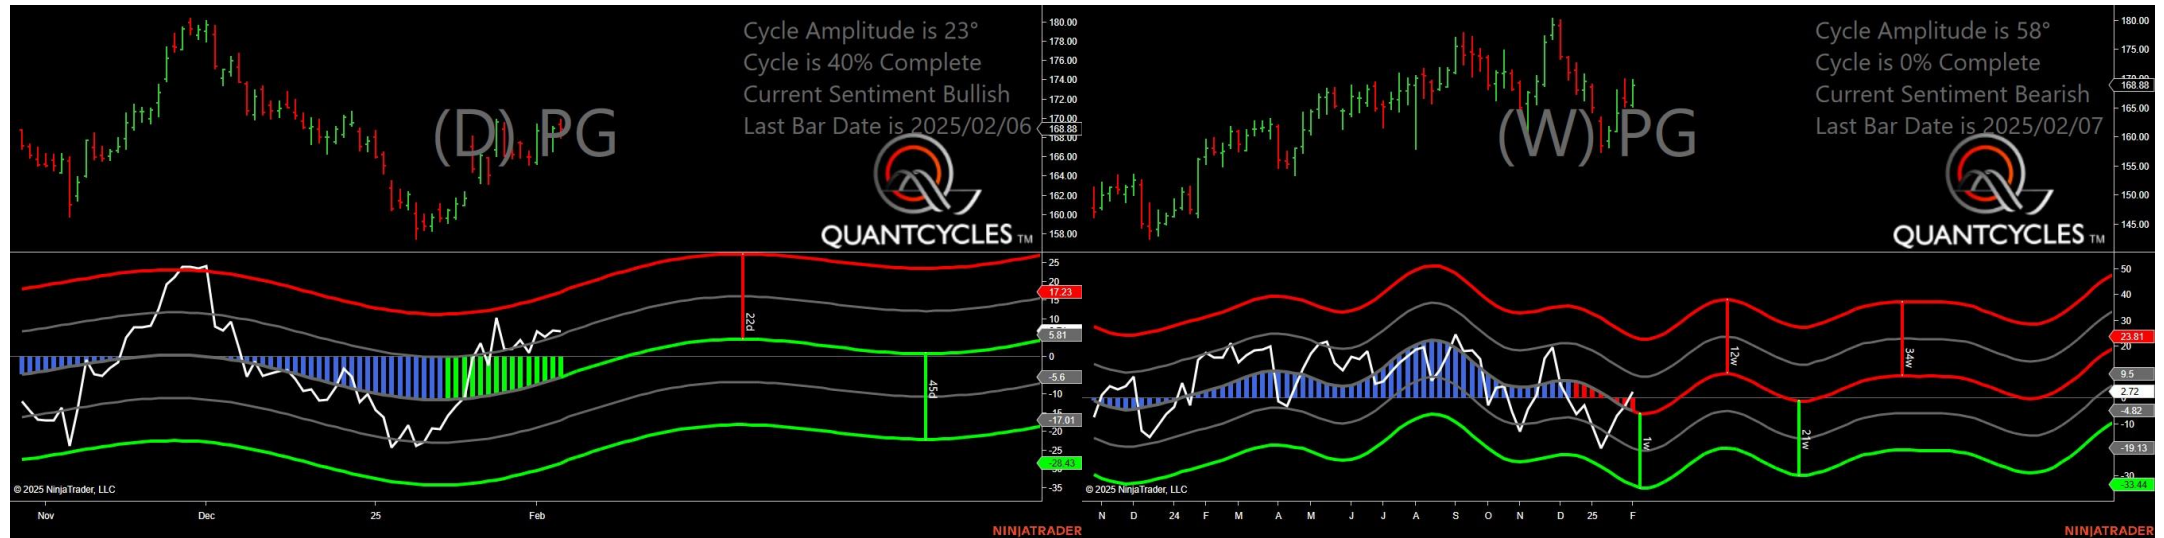 Cycle Amplitude is 23°
Cycle is 40% Complete
Current Sentiment Bullish
Last Bar Date is 2025/02/06
(D) PG
QUANTCYCLES TM
180.00
178.00
176.00
174.00
172.00
170.00
168.88
168.00
166.00
164.00
162.00
160.00
158.00
25
20
17.23
15
10
5.81
0
-5.6
-10
-15
-17.01
-20
-25
-28.43
-35
22d
45d
© 2025 NinjaTrader, LLC
Nov Dec 25 Feb
NINJATRADER
Cycle Amplitude is 58°
Cycle is 0% Complete
Current Sentiment Bearish
Last Bar Date is 2025/02/07
(W) PG
QUANTCYCLES TM
180.00
175.00
170.00
168.88
165.00
160.00
155.00
150.00
145.00
50
40
30
23.81
20
9.5
2.72
0
-4.82
-10
-19.13
-30
-33.44
12w
34w
1w
21w
© 2025 NinjaTrader, LLC
N D 24 F M A M J J A S O N D 25 F
NINJATRADER